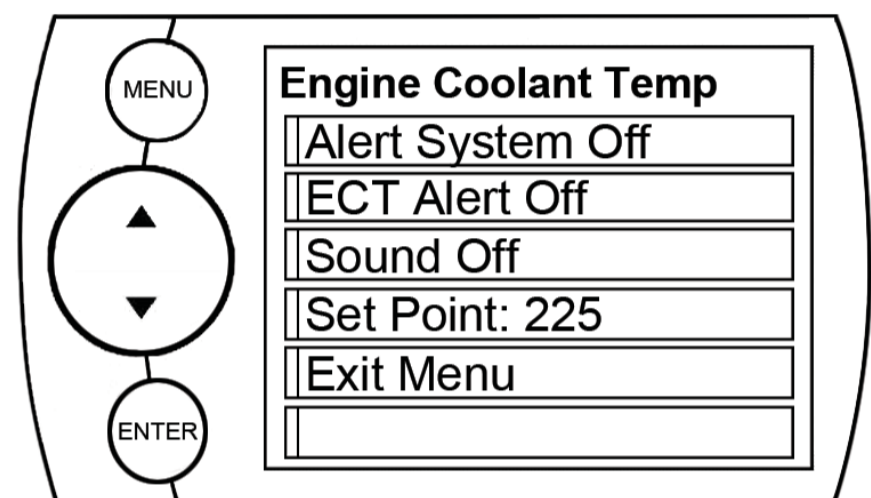 MENU
Engine Coolant Temp
Alert System Off
ECT Alert Off
Sound Off
Set Point: 225
Exit Menu
ENTER